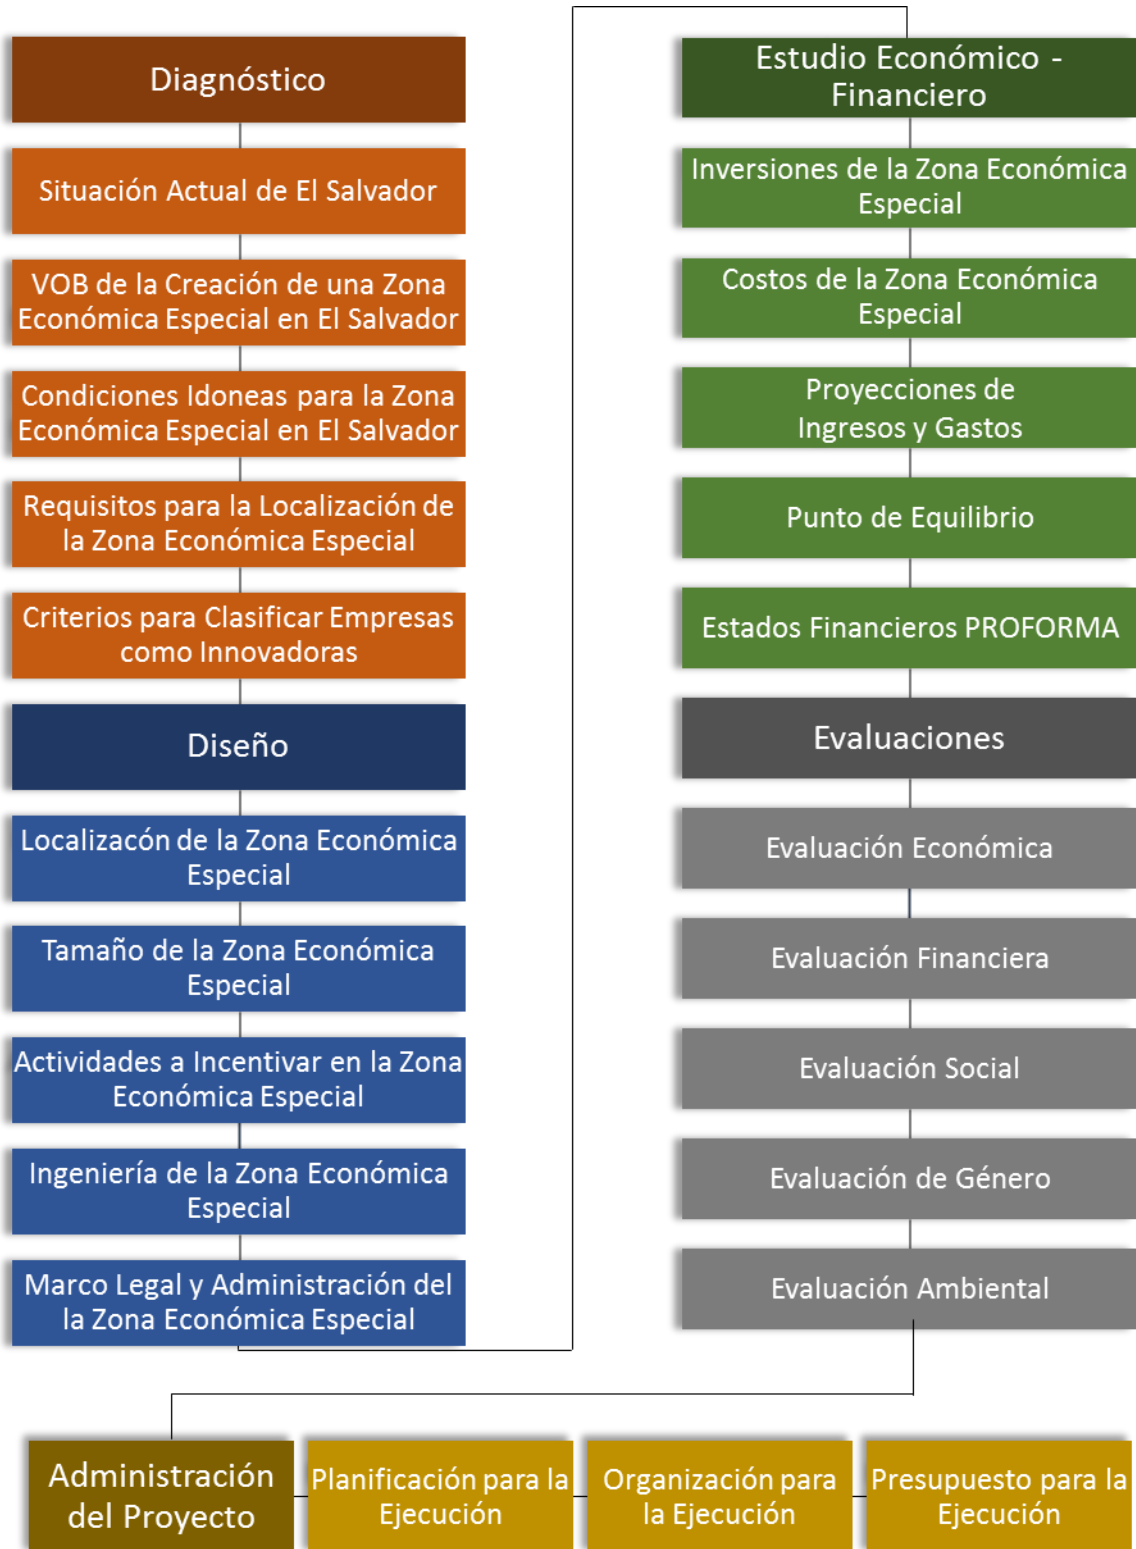 Diagnóstico
Situación Actual de El Salvador
VOB de la Creación de una Zona
Económica Especial en El Salvador
Condiciones Idoneas para la Zona
Económica Especial en El Salvador
Requisitos para la Localización de
la Zona Económica Especial
Criterios para Clasificar Empresas
como Innovadoras
Diseño
Localizacón de la Zona Económica
Especial
Tamaño de la Zona Económica
Especial
Actividades a Incentivar en la Zona
Económica Especial
Ingeniería de la Zona Económica
Especial
Marco Legal y Administración del
la Zona Económica Especial
Estudio Económico -
Financiero
Inversiones de la Zona Económica
Especial
Costos de la Zona Económica
Especial
Proyecciones de
Ingresos y Gastos
Punto de Equilibrio
Estados Financieros PROFORMA
Evaluaciones
Evaluación Económica
Evaluación Financiera
Evaluación Social
Evaluación de Género
Evaluación Ambiental
Administración
del Proyecto
Planificación para la
Ejecución
Organización para
la Ejecución
Presupuesto para la
Ejecución